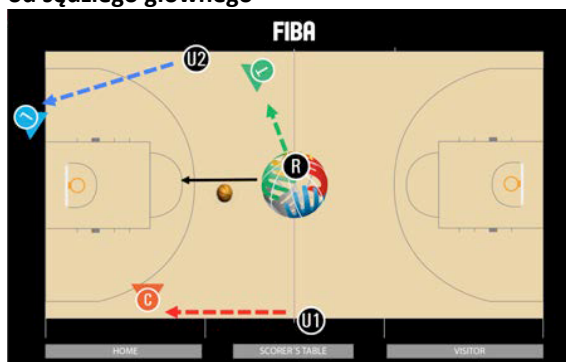 Od sędziego głównego
FIBA
U2
R
C
U1
HOME
SCORER'S TABLE
VISITOR